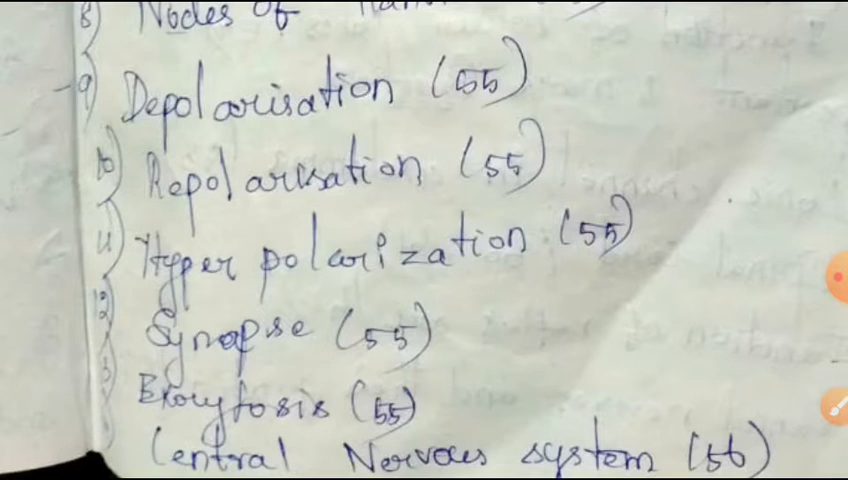 8) Nodes of
9) Depolarisation (55)
10) Repolarisation (55)
11) Hyper polarization (55)
12) Synapse (55)
Exocytosis (55)
Central Nervous system (56)